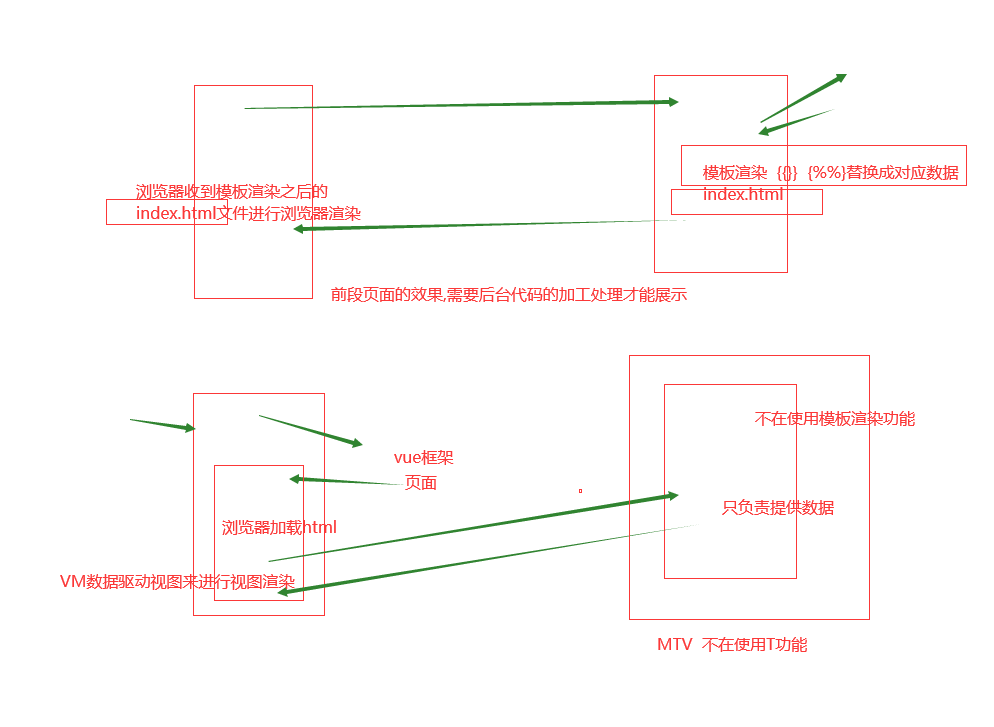 模板渲染  {{}}  {%%}替换成对应数据
index.html
浏览器收到模板渲染之后的
index.html文件进行浏览器渲染
前段页面的效果,需要后台代码的加工处理才能展示
不在使用模板渲染功能
vue框架
页面
只负责提供数据
浏览器加载html
VM数据驱动视图来进行视图渲染
MTV  不在使用T功能